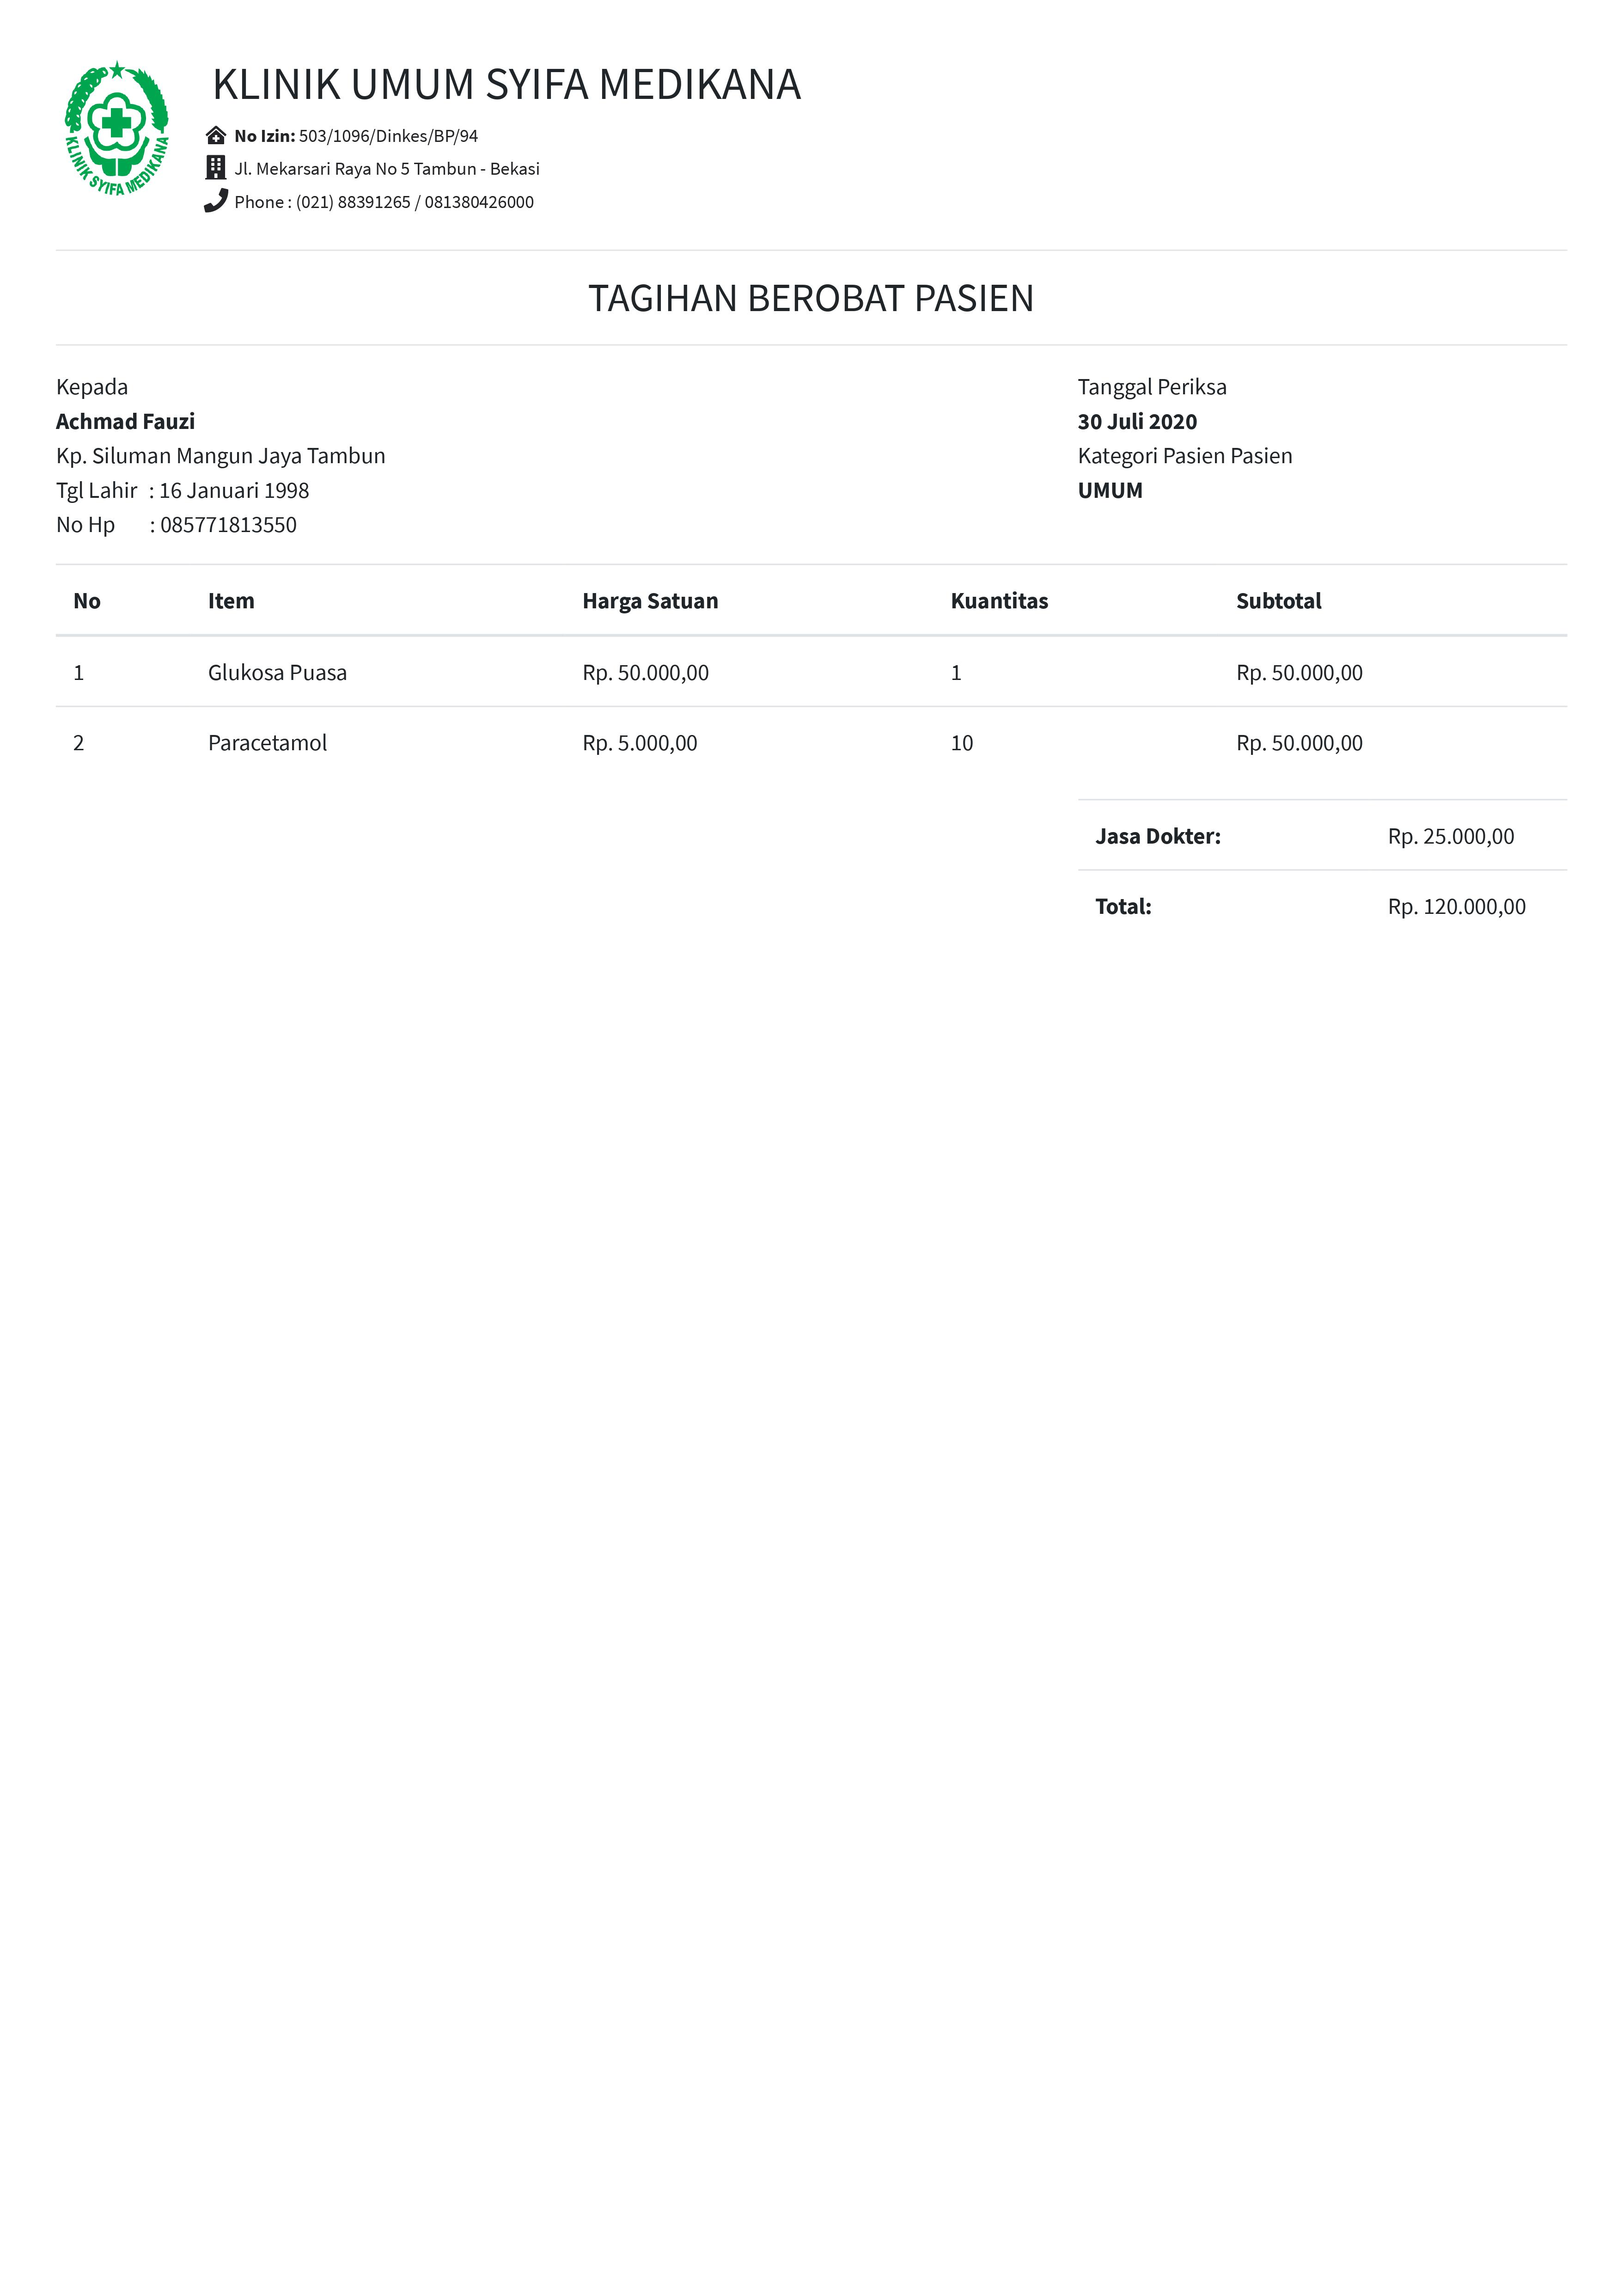 KLINIK SYIFA MEDIKANA
KLINIK UMUM SYIFA MEDIKANA
No Izin: 503/1096/Dinkes/BP/94
Jl. Mekarsari Raya No 5 Tambun - Bekasi
Phone : (021) 88391265 / 081380426000
TAGIHAN BEROBAT PASIEN
Kepada
Achmad Fauzi
Kp. Siluman Mangun Jaya Tambun
Tgl Lahir : 16 Januari 1998
No Hp : 085771813550
Tanggal Periksa
30 Juli 2020
Kategori Pasien Pasien
UMUM
No Item Harga Satuan Kuantitas Subtotal
1 Glukosa Puasa Rp. 50.000,00 1 Rp. 50.000,00
2 Paracetamol Rp. 5.000,00 10 Rp. 50.000,00
Jasa Dokter: Rp. 25.000,00
Total: Rp. 120.000,00